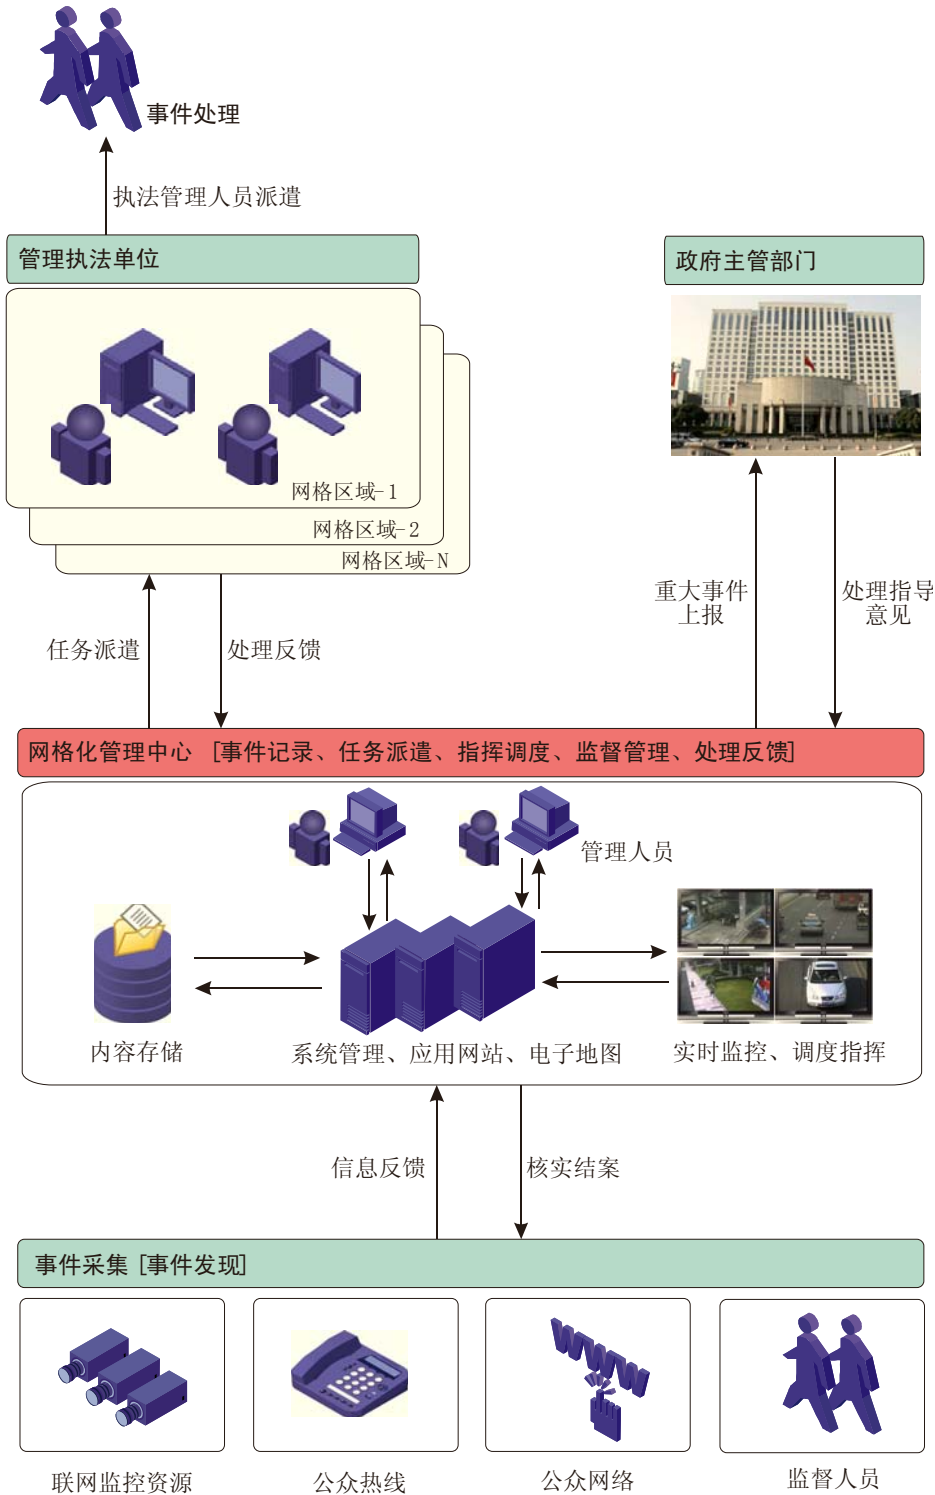 事件处理
执法管理人员派遣
管理执法单位
政府主管部门
网格区域-1
网格区域-2
网格区域-N
任务派遣
处理反馈
重大事件
上报
处理指导
意见
网格化管理中心 [事件记录、任务派遣、指挥调度、监督管理、处理反馈]
管理人员
内容存储
系统管理、应用网站、电子地图
实时监控、调度指挥
信息反馈
核实结案
事件采集 [事件发现]
WWW
联网监控资源
公众热线
公众网络
监督人员